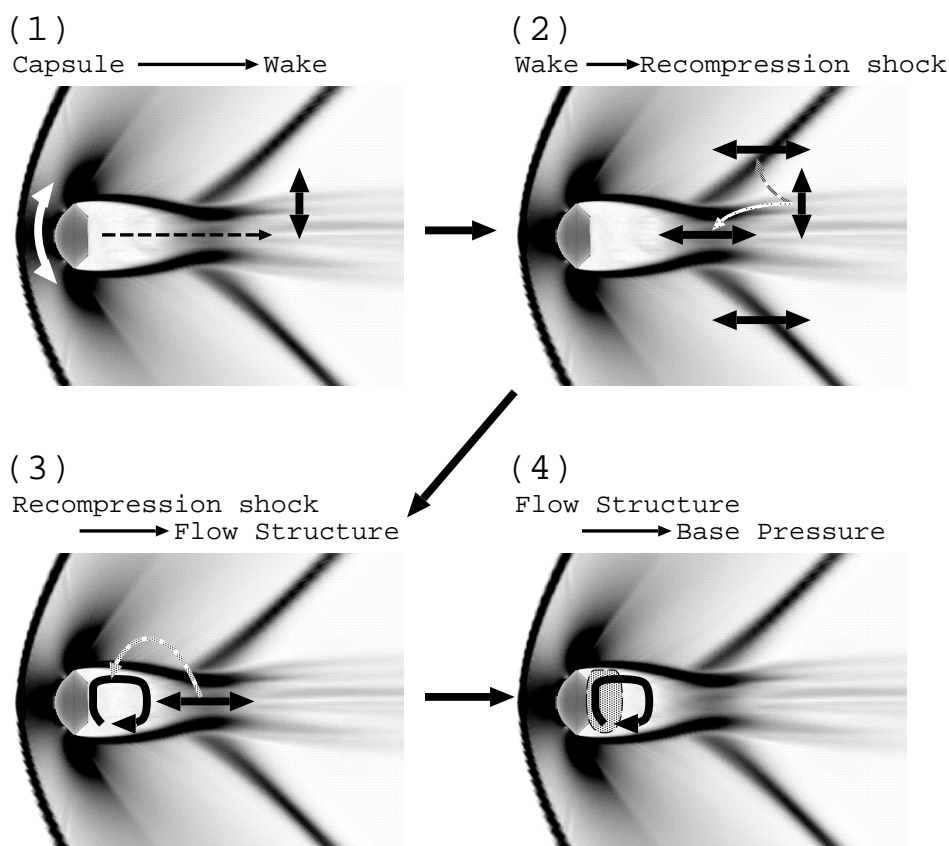 (1)
Capsule Wake
(2)
Wake Recompression shock
(3)
Recompression shock
Flow Structure
(4)
Flow Structure
Base Pressure